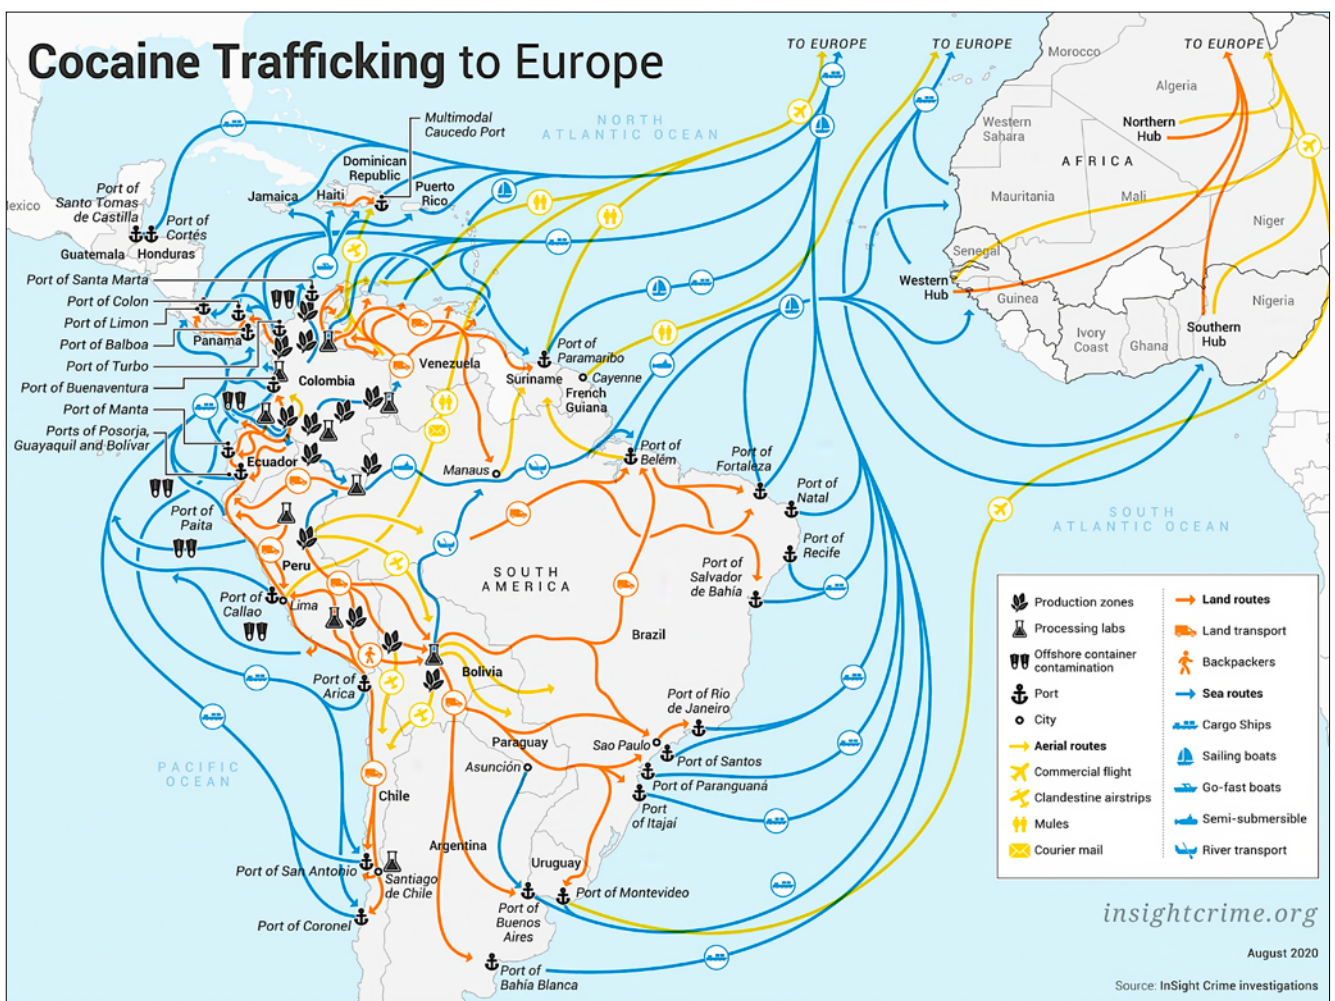 Cocaine Trafficking to Europe
TO EUROPE
TO EUROPE
TO EUROPE
Morocco
Algeria
Western
Sahara
Northern
Hub
AFRICA
Mauritania
Mali
Niger
Senegal
Western
Hub
Guinea
Ivory
Coast
Ghana
Nigeria
Southern
Hub
NORTH
ATLANTIC OCEAN
Multimodal
Caucedo Port
Dominican
Republic
Puerto
Rico
Jamaica
Haiti
Port of
Santo Tomas
de Castilla
Port of
Cortés
Guatemala
Honduras
Port of Santa Marta
Port of Colon
Port of Limon
Port of Balboa
Port of Turbo
Port of Buenaventura
Port of Manta
Ports of Posorja,
Guayaquil and Bolívar
Panama
Colombia
Venezuela
Suriname
Port of
Paramaribo
Cayenne
French
Guiana
Ecuador
Manaus
Port of
Belém
Port of
Fortaleza
Port of
Natal
Port of
Recife
Port of
Salvador
de Bahía
Port of
Paita
Peru
SOUTH
AMERICA
Port of
Callao
Lima
Brazil
Bolivia
Port of
Arica
Port of Rio
de Janeiro
Sao Paulo
Port of Santos
Port of Paranguaná
Port
of Itajaí
Paraguay
Asunción
PACIFIC
OCEAN
Chile
Argentina
Uruguay
Port of San Antonio
Santiago
de Chile
Port of Coronel
Port of Montevideo
Port of
Buenos
Aires
Port of
Bahía Blanca
SOUTH
ATLANTIC OCEAN
Production zones
Processing labs
Offshore container
contamination
Port
City
Aerial routes
Commercial flight
Clandestine airstrips
Mules
Courier mail
Land routes
Land transport
Backpackers
Sea routes
Cargo Ships
Sailing boats
Go-fast boats
Semi-submersible
River transport
insightcrime.org
August 2020
Source: InSight Crime investigations